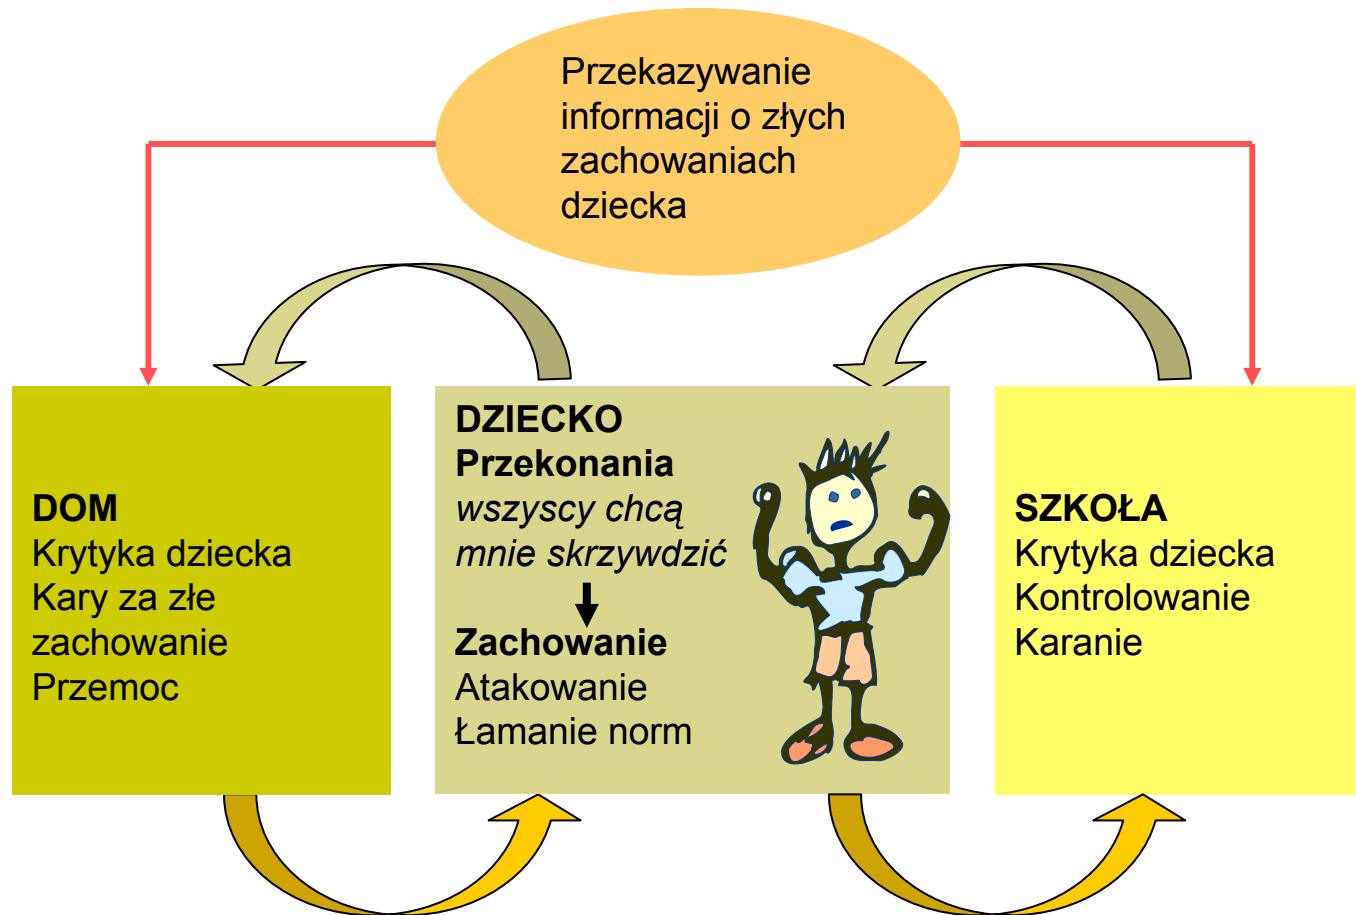 Przekazywanie
informacji o złych
zachowaniach
dziecka
DOM
Krytyka dziecka
Kary za złe
zachowanie
Przemoc
DZIECKO
Przekonania
wszyscy chcą
mnie skrzywdzić
Zachowanie
Atakowanie
Łamanie norm
SZKOŁA
Krytyka dziecka
Kontrolowanie
Karanie